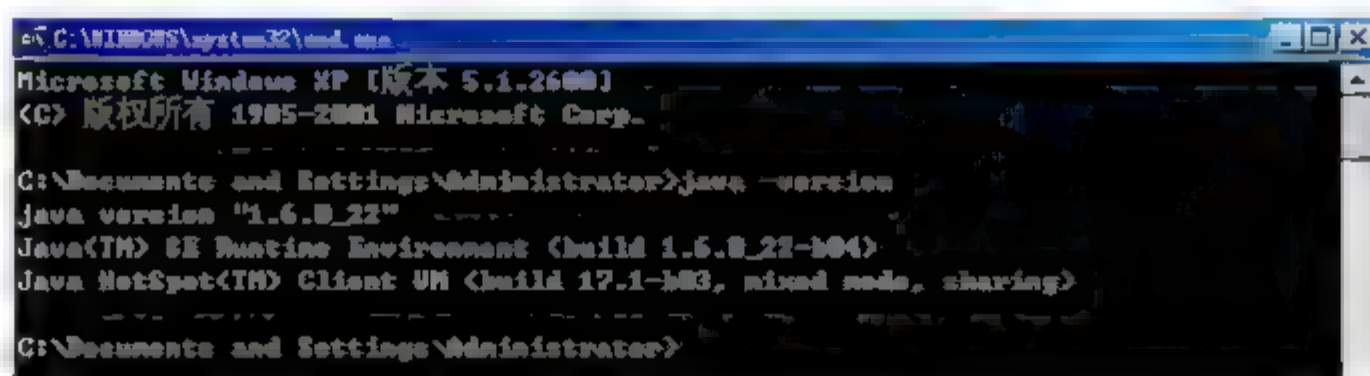 C:\WINDOWS\system32\cmd.exe
Microsoft Windows XP [版本 5.1.2600]
(C) 版权所有 1985-2001 Microsoft Corp.
C:\Documents and Settings\Administrator>java -version
java version "1.6.0_22"
Java(TM) SE Runtime Environment (build 1.6.0_22-b04)
Java HotSpot(TM) Client VM (build 17.1-b03, mixed mode, sharing)
C:\Documents and Settings\Administrator>